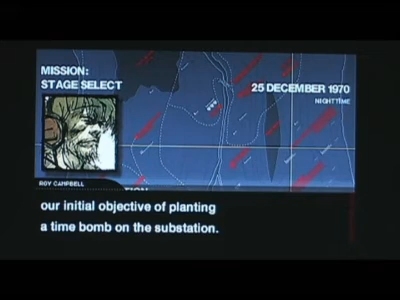 MISSION:
STAGE SELECT
25 DECEMBER 1970
NIGHTTIME
ROY CAMPBELL
our initial objective of planting
a time bomb on the substation.